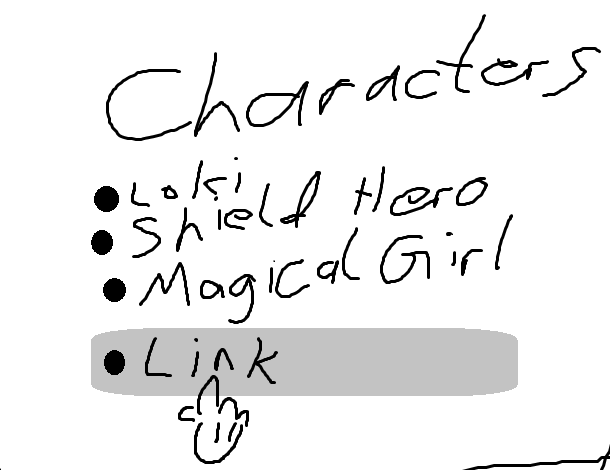 Characters
Loki
Shield Hero
Magical Girl
Link